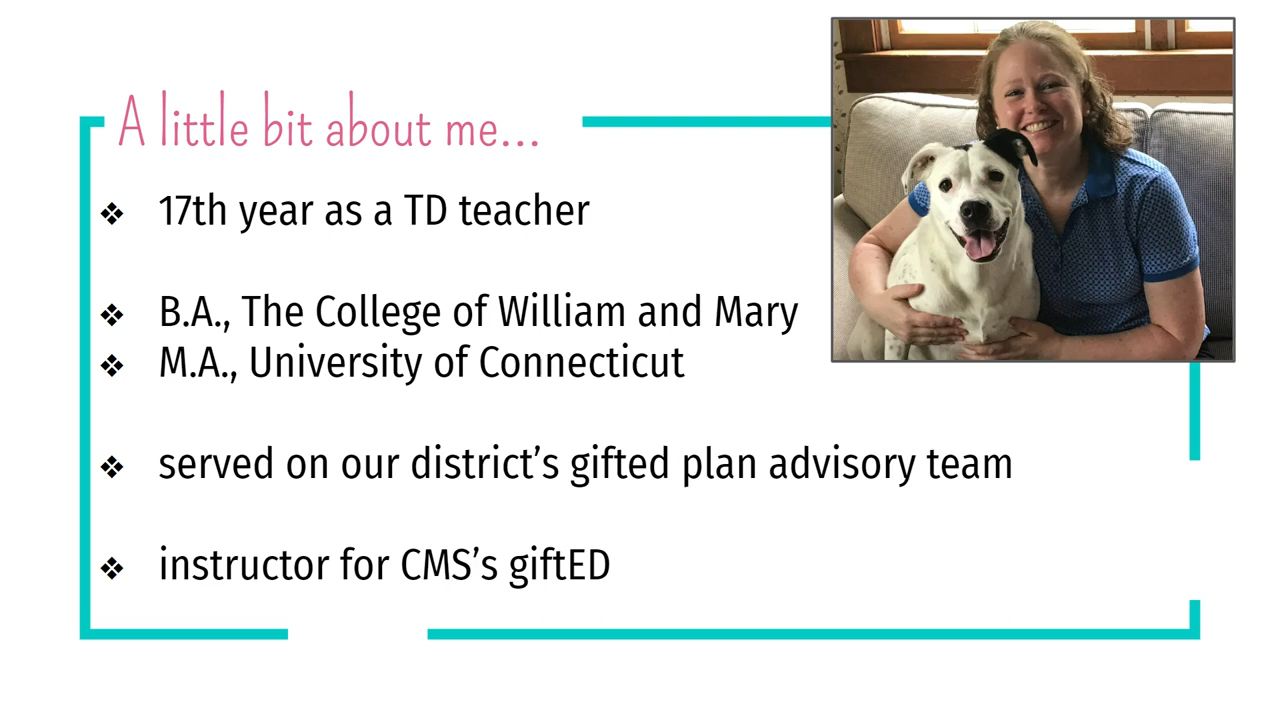 A little bit about me...
❖ 17th year as a TD teacher
❖ B.A., The College of William and Mary
❖ M.A., University of Connecticut
❖ served on our district’s gifted plan advisory team
❖ instructor for CMS’s giftED